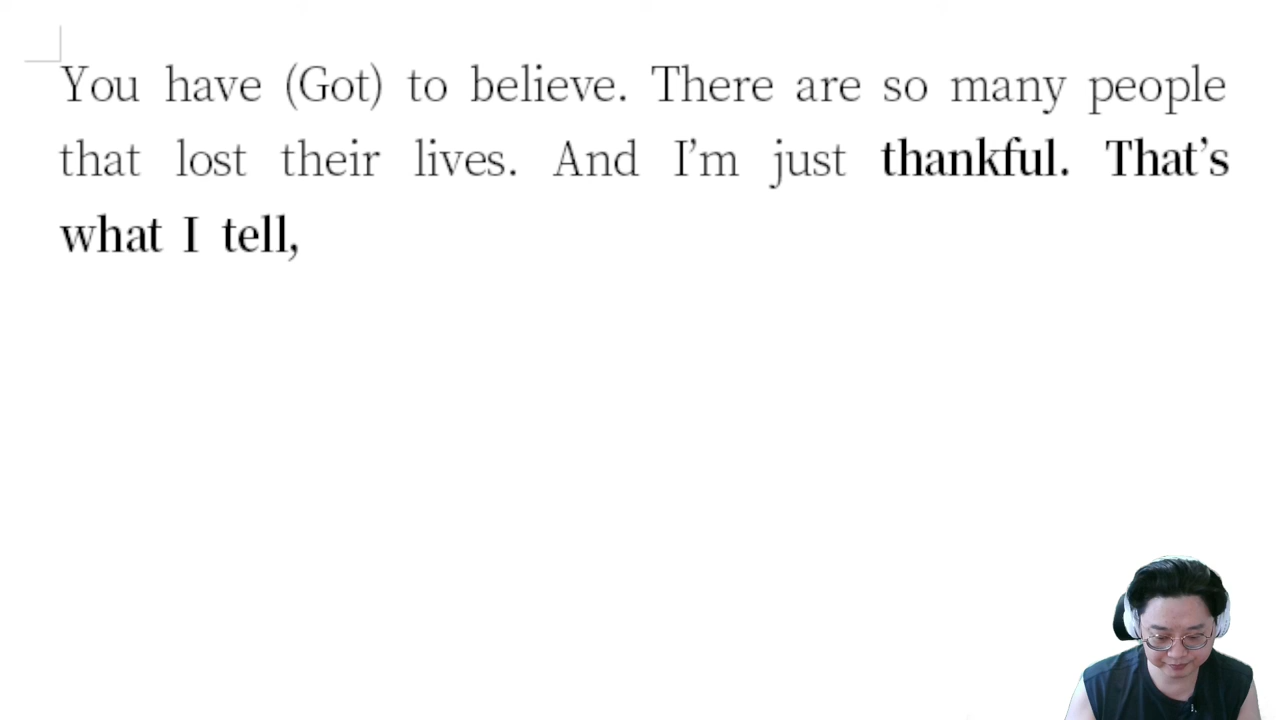 You have (Got) to believe. There are so many people
that lost their lives. And I’m just thankful. That’s
what I tell,